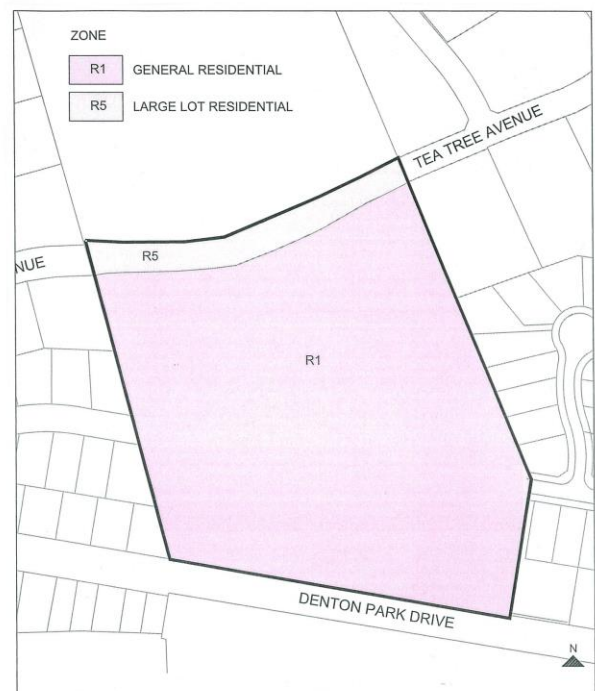 ZONE
R1 GENERAL RESIDENTIAL
R5 LARGE LOT RESIDENTIAL
TEA TREE AVENUE
NUE
R5
R1
DENTON PARK DRIVE
N